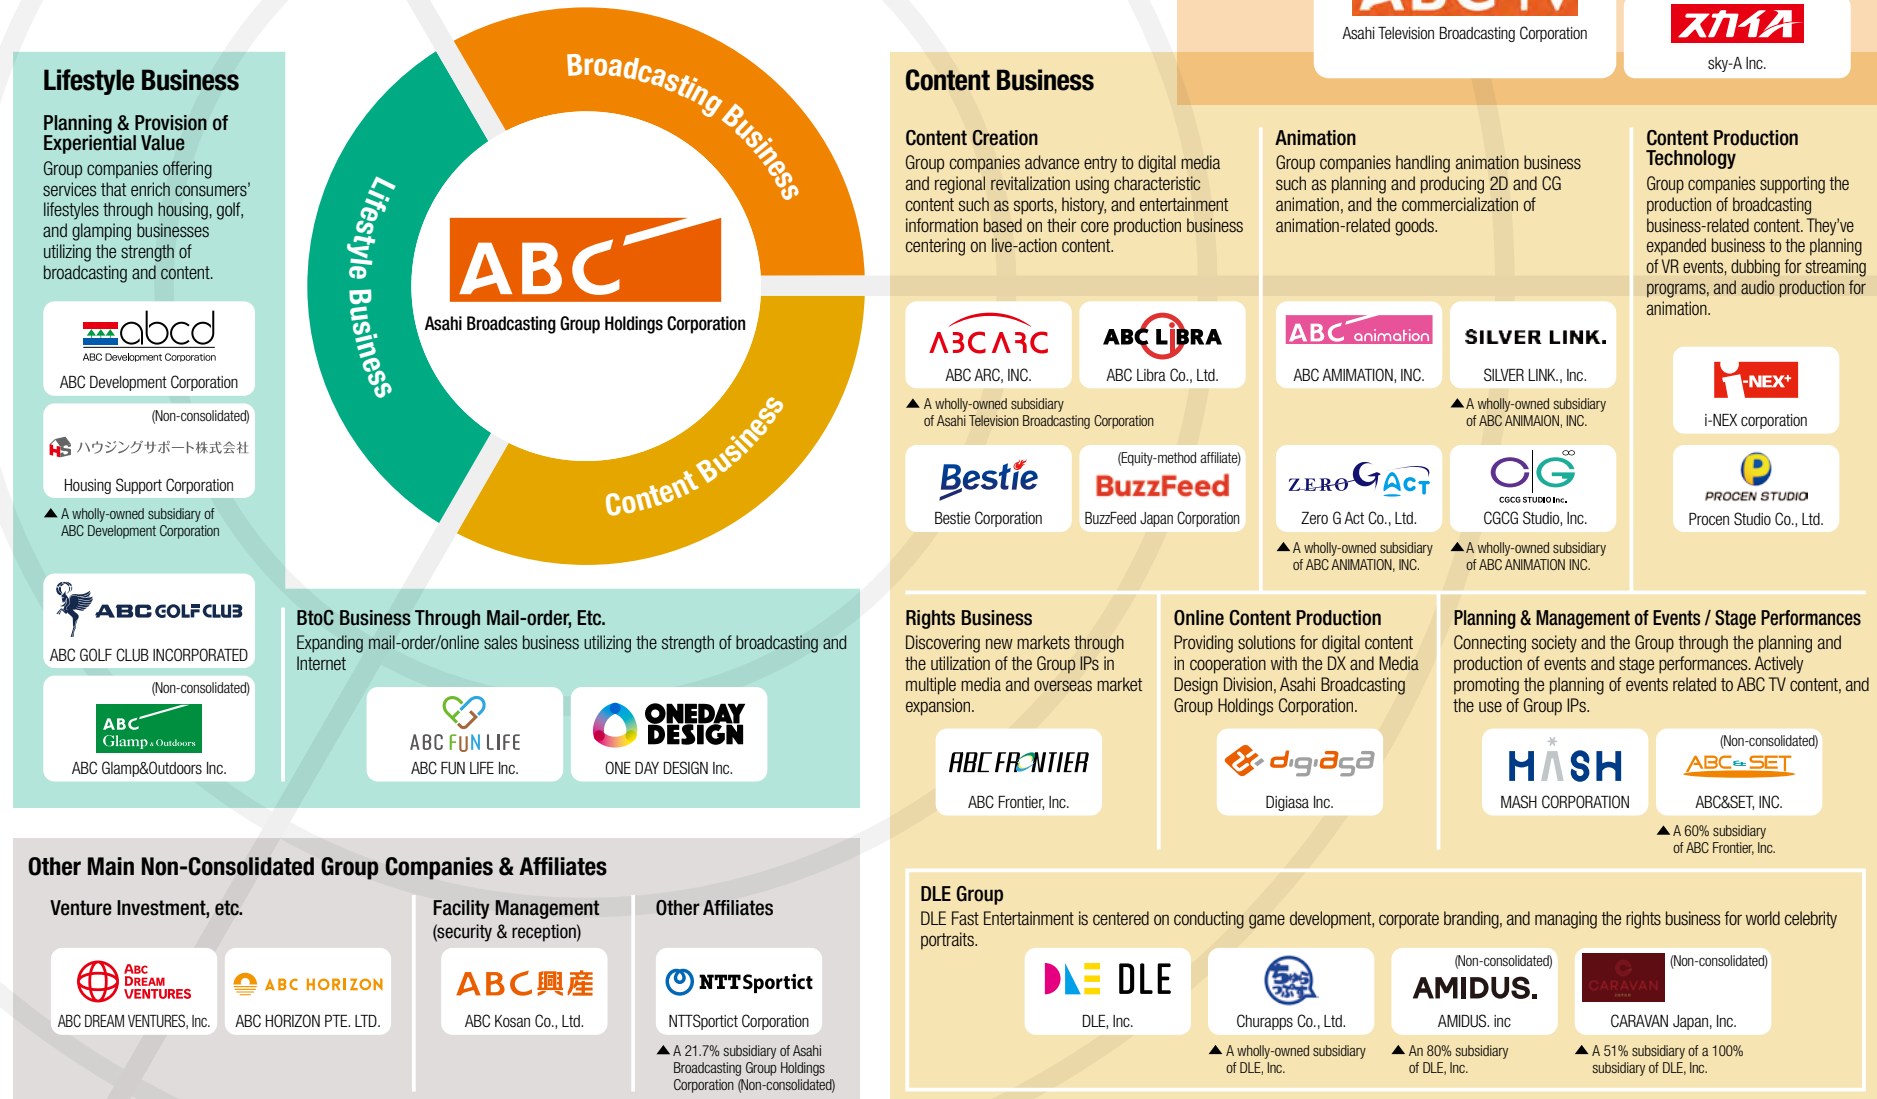 ABC TV
Asahi Television Broadcasting Corporation
スカイA
sky-A Inc.
Lifestyle Business
Planning & Provision of
Experiential Value
Group companies offering
services that enrich consumers'
lifestyles through housing, golf,
and glamping businesses
utilizing the strength of
broadcasting and content.
abcd
ABC Development Corporation
ABC Development Corporation
(Non-consolidated)
HS ハウジングサポート株式会社
Housing Support Corporation
▲ A wholly-owned subsidiary of
ABC Development Corporation
ABC GOLF CLUB
ABC GOLF CLUB INCORPORATED
(Non-consolidated)
ABC
Glamp & Outdoors
ABC Glamp&Outdoors Inc.
Broadcasting Business
Lifestyle Business
Content Business
ABC
Asahi Broadcasting Group Holdings Corporation
BtoC Business Through Mail-order, Etc.
Expanding mail-order/online sales business utilizing the strength of broadcasting and
Internet
ABC FUN LIFE
ABC FUN LIFE Inc.
ONEDAY
DESIGN
ONE DAY DESIGN Inc.
Content Business
Content Creation
Group companies advance entry to digital media
and regional revitalization using characteristic
content such as sports, history, and entertainment
information based on their core production business
centering on live-action content.
ABC ARC
ABC ARC, INC.
ABC LiBRA
ABC Libra Co., Ltd.
▲ A wholly-owned subsidiary
of Asahi Television Broadcasting Corporation
Bestie
Bestie Corporation
(Equity-method affiliate)
BuzzFeed
BuzzFeed Japan Corporation
Animation
Group companies handling animation business
such as planning and producing 2D and CG
animation, and the commercialization of
animation-related goods.
ABC animation
ABC AMIMATION, INC.
SILVER LINK.
SILVER LINK., Inc.
▲ A wholly-owned subsidiary
of ABC ANIMAION, INC.
ZERO G ACT
Zero G Act Co., Ltd.
▲ A wholly-owned subsidiary
of ABC ANIMATION, INC.
CG∞
CGCG STUDIO Inc.
CGCG Studio, Inc.
▲ A wholly-owned subsidiary
of ABC ANIMATION INC.
Content Production
Technology
Group companies supporting the
production of broadcasting
business-related content. They've
expanded business to the planning
of VR events, dubbing for streaming
programs, and audio production for
animation.
i-NEX+
i-NEX corporation
P
PROCEN STUDIO
Procen Studio Co., Ltd.
Rights Business
Discovering new markets through
the utilization of the Group IPs in
multiple media and overseas market
expansion.
ABC FRONTIER
ABC Frontier, Inc.
Online Content Production
Providing solutions for digital content
in cooperation with the DX and Media
Design Division, Asahi Broadcasting
Group Holdings Corporation.
digiasa
Digiasa Inc.
Planning & Management of Events / Stage Performances
Connecting society and the Group through the planning and
production of events and stage performances. Actively
promoting the planning of events related to ABC TV content, and
the use of Group IPs.
MASH
MASH CORPORATION
(Non-consolidated)
ABC & SET
ABC&SET, INC.
▲ A 60% subsidiary
of ABC Frontier, Inc.
DLE Group
DLE Fast Entertainment is centered on conducting game development, corporate branding, and managing the rights business for world celebrity
portraits.
DLE DLE
DLE, Inc.
ちゅらっぷす
Churapps Co., Ltd.
▲ A wholly-owned subsidiary
of DLE, Inc.
(Non-consolidated)
AMIDUS.
AMIDUS. inc
▲ An 80% subsidiary
of DLE, Inc.
(Non-consolidated)
C
CARAVAN
CARAVAN Japan, Inc.
▲ A 51% subsidiary of a 100%
subsidiary of DLE, Inc.
Other Main Non-Consolidated Group Companies & Affiliates
Venture Investment, etc.
ABC
DREAM
VENTURES
ABC DREAM VENTURES, Inc.
ABC HORIZON
ABC HORIZON PTE. LTD.
Facility Management
(security & reception)
ABC興産
ABC Kosan Co., Ltd.
Other Affiliates
NTTSportict
NTTSportict Corporation
▲ A 21.7% subsidiary of Asahi
Broadcasting Group Holdings
Corporation (Non-consolidated)